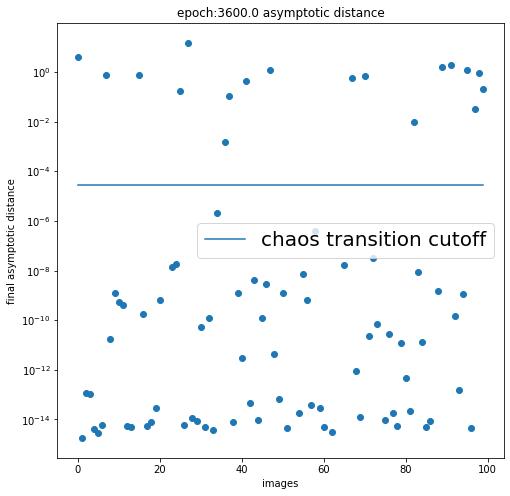 epoch:3600.0 asymptotic distance
final asymptotic distance
10⁰
10⁻²
10⁻⁴
10⁻⁶
10⁻⁸
10⁻¹⁰
10⁻¹²
10⁻¹⁴
chaos transition cutoff
0 20 40 60 80 100
images